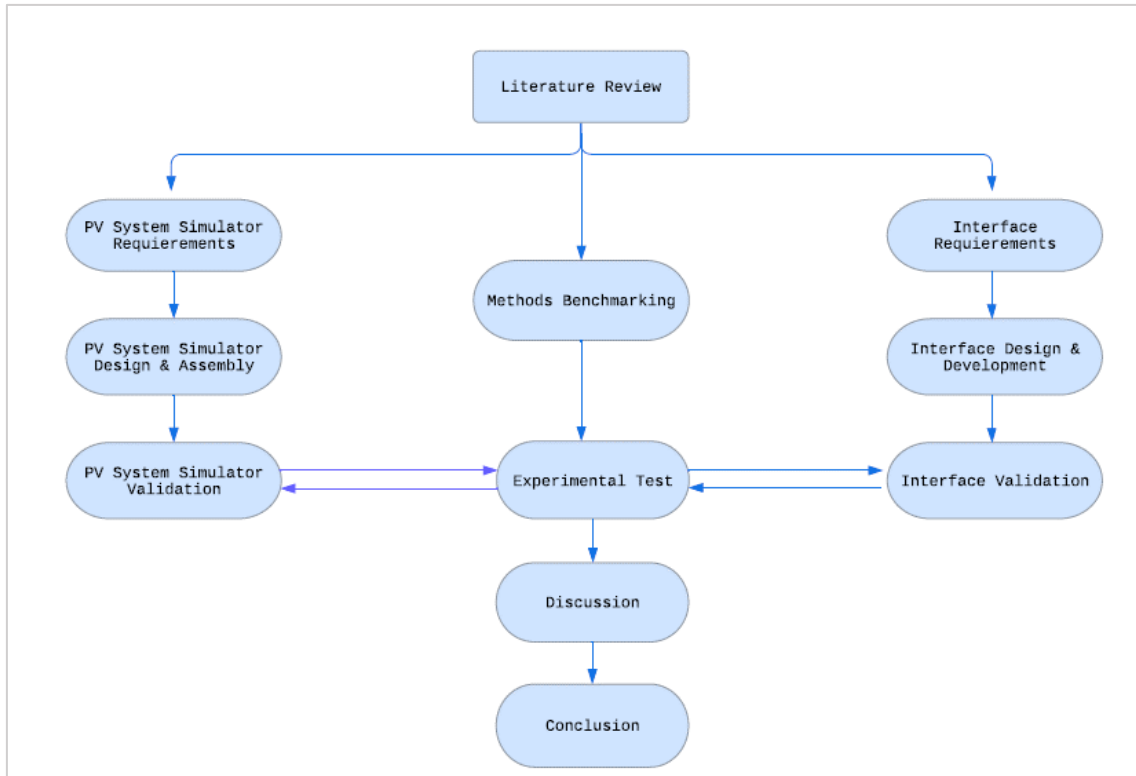 Literature Review
PV System Simulator
Requierements
Interface
Requierements
Methods Benchmarking
PV System Simulator
Design & Assembly
Interface Design &
Development
PV System Simulator
Validation
Experimental Test
Interface Validation
Discussion
Conclusion